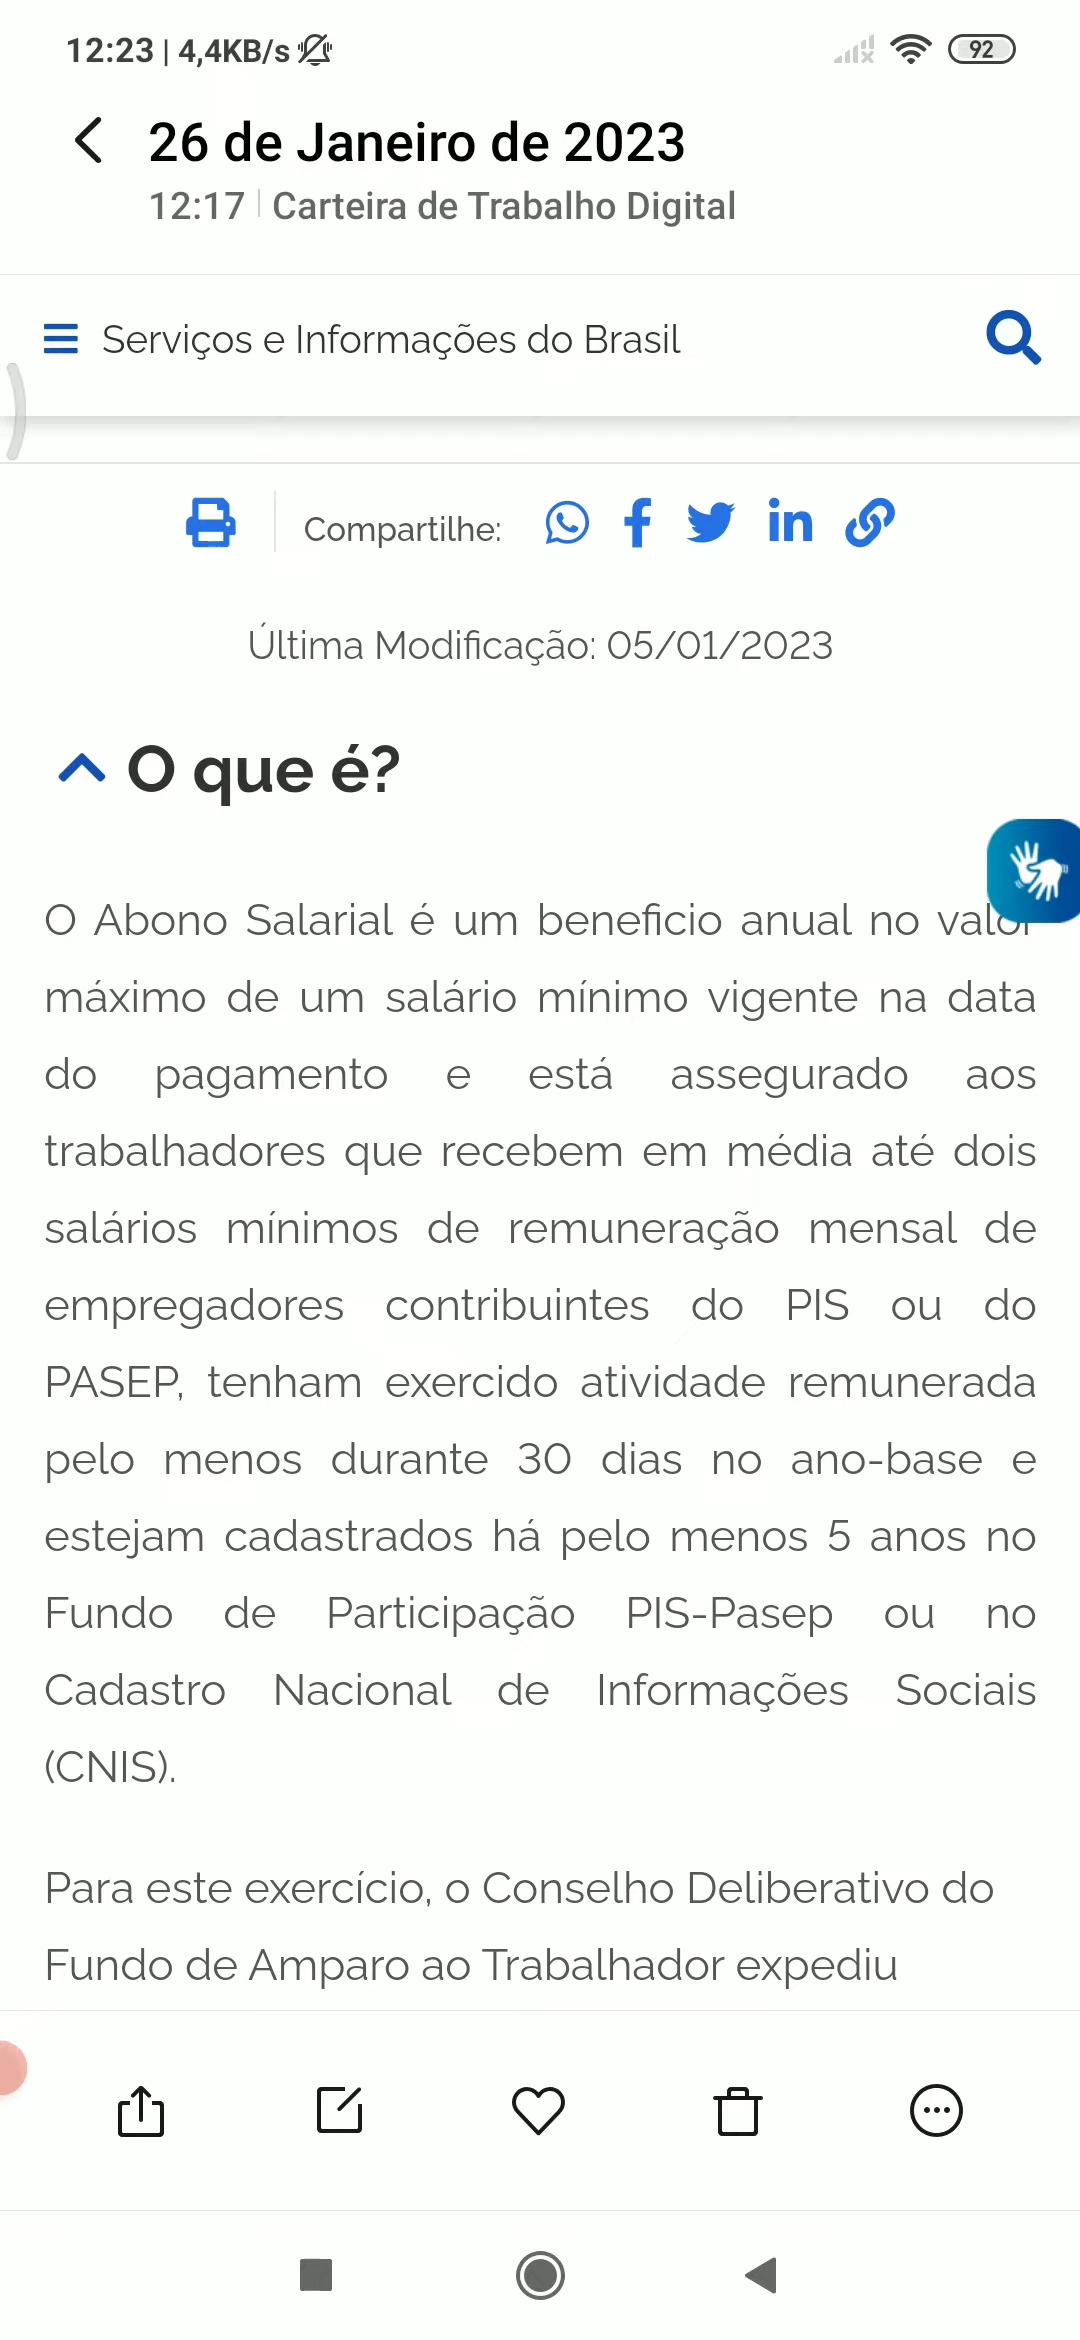 12:23 | 4,4KB/s
92
26 de Janeiro de 2023
12:17 | Carteira de Trabalho Digital
Serviços e Informações do Brasil
Compartilhe:
Última Modificação: 05/01/2023
O que é?
O Abono Salarial é um beneficio anual no valor
máximo de um salário mínimo vigente na data
do pagamento e está assegurado aos
trabalhadores que recebem em média até dois
salários mínimos de remuneração mensal de
empregadores contribuintes do PIS ou do
PASEP, tenham exercido atividade remunerada
pelo menos durante 30 dias no ano-base e
estejam cadastrados há pelo menos 5 anos no
Fundo de Participação PIS-Pasep ou no
Cadastro Nacional de Informações Sociais
(CNIS).
Para este exercício, o Conselho Deliberativo do
Fundo de Amparo ao Trabalhador expediu